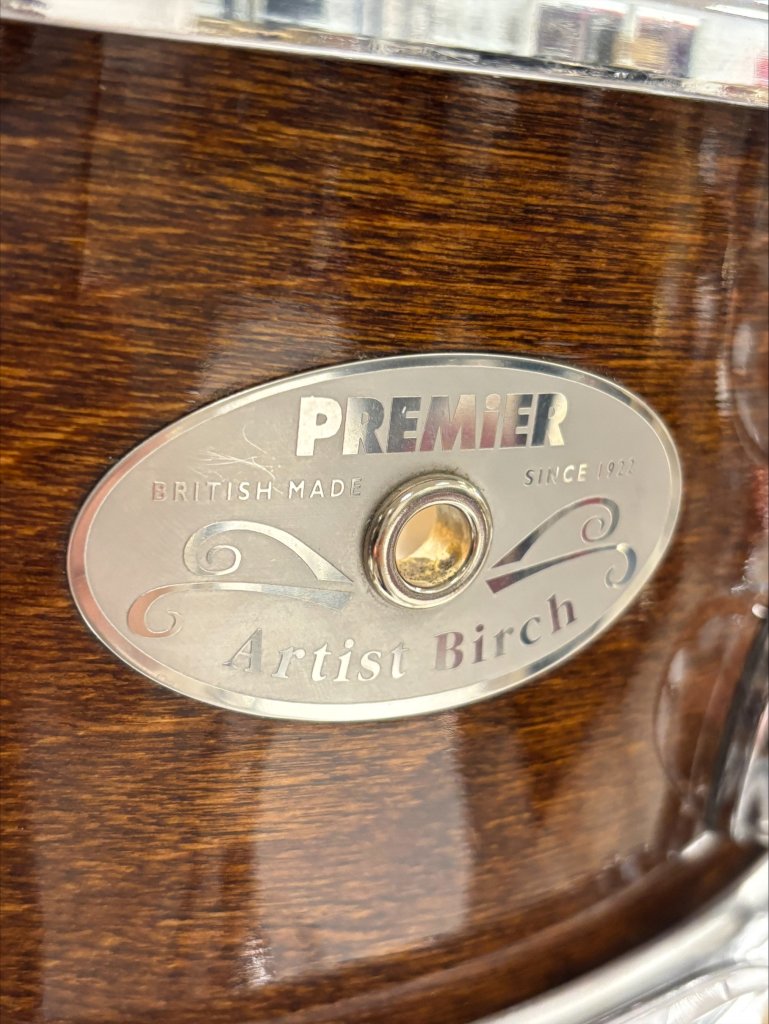 PREMiER
BRITISH MADE
SINCE 1922
Artist Birch